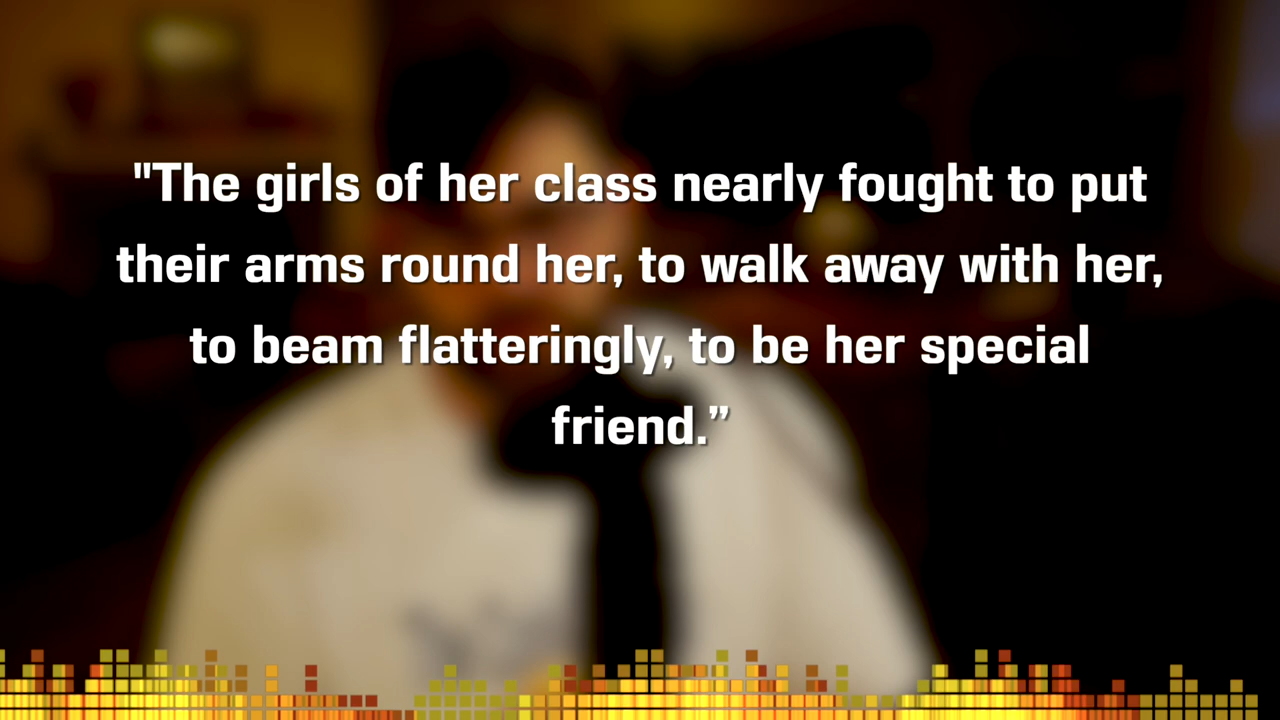 "The girls of her class nearly fought to put
their arms round her, to walk away with her,
to beam flatteringly, to be her special
friend.”